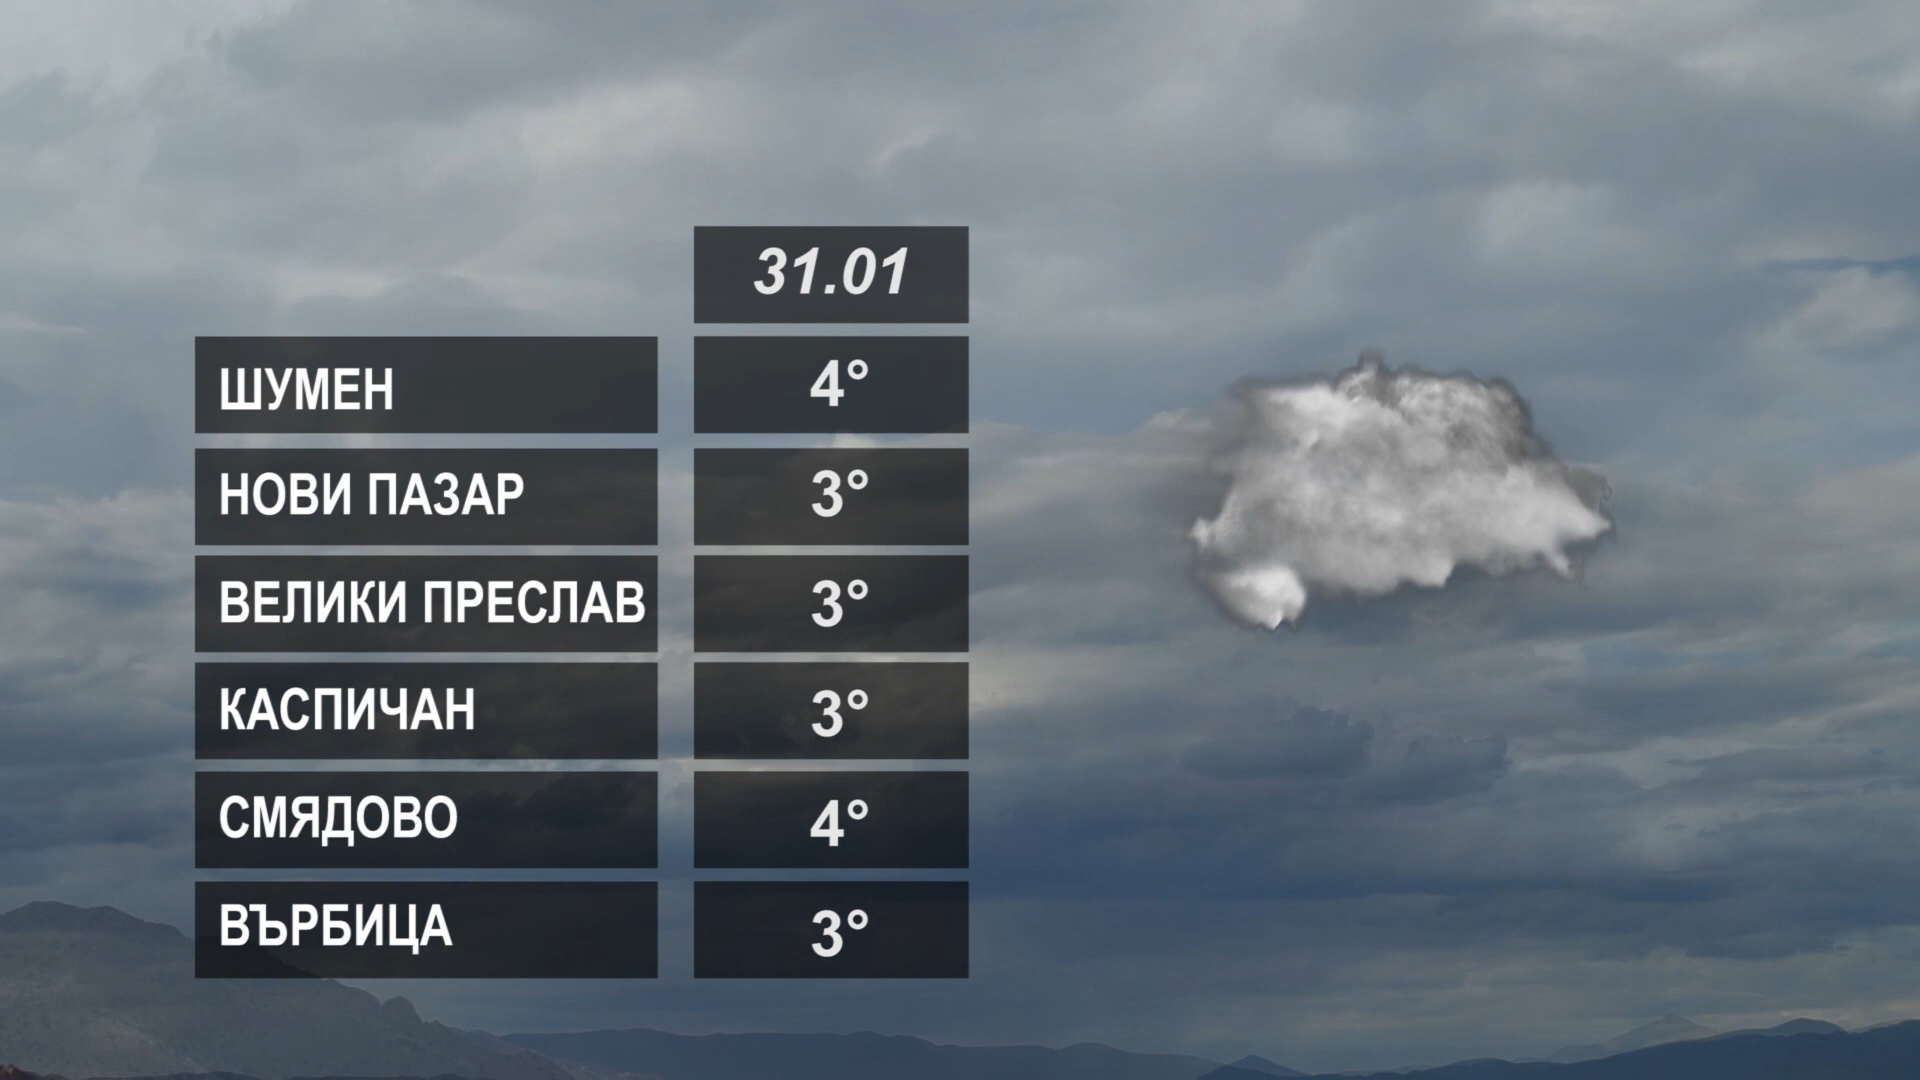 31.01
ШУМЕН 4°
НОВИ ПАЗАР 3°
ВЕЛИКИ ПРЕСЛАВ 3°
КАСПИЧАН 3°
СМЯДОВО 4°
ВЪРБИЦА 3°